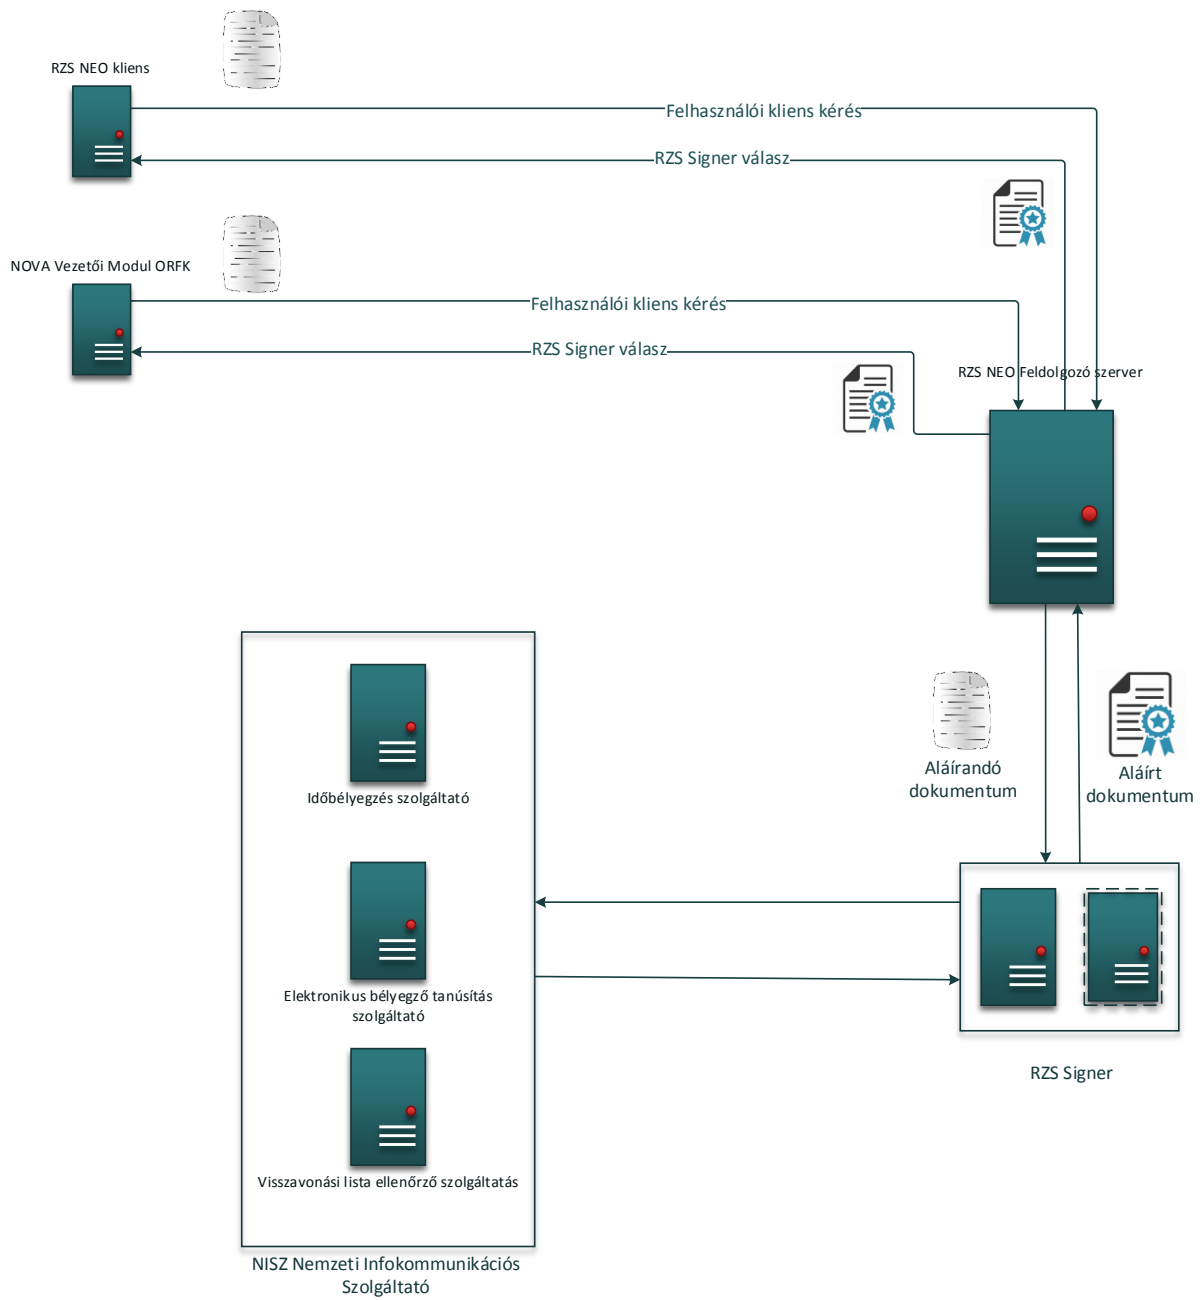 RZS NEO kliens
Felhasználói kliens kérés
RZS Signer válasz
NOVA Vezetői Modul ORFK
Felhasználói kliens kérés
RZS Signer válasz
RZS NEO Feldolgozó szerver
Aláírandó
dokumentum
Aláírt
dokumentum
Időbélyegzés szolgáltató
Elektronikus bélyegző tanúsítás
szolgáltató
RZS Signer
Visszavonási lista ellenőrző szolgáltatás
NISZ Nemzeti Infokommunikációs
Szolgáltató